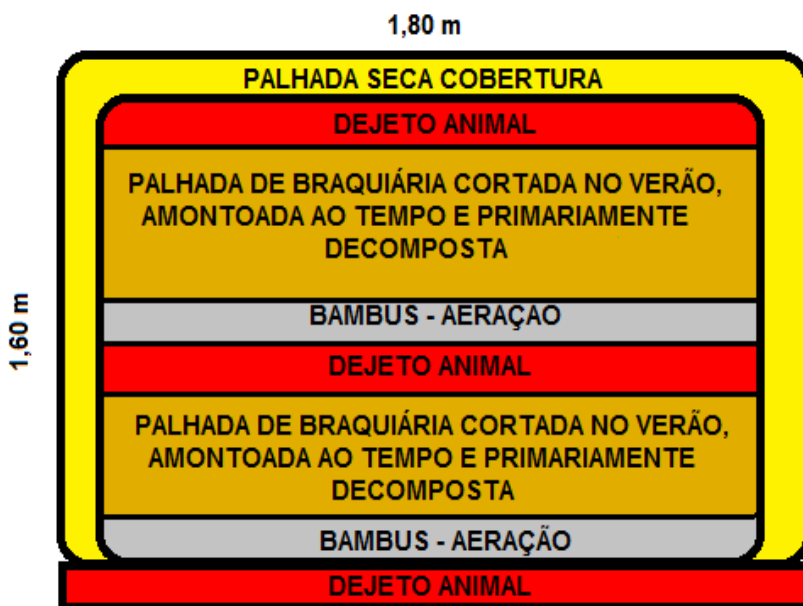 1,80 m
PALHADA SECA COBERTURA
DEJETO ANIMAL
PALHADA DE BRAQUIÁRIA CORTADA NO VERÃO,
AMONTOADA AO TEMPO E PRIMARIAMENTE
DECOMPOSTA
BAMBUS - AERAÇAO
1,60 m
DEJETO ANIMAL
PALHADA DE BRAQUIÁRIA CORTADA NO VERÃO,
AMONTOADA AO TEMPO E PRIMARIAMENTE
DECOMPOSTA
BAMBUS - AERAÇÃO
DEJETO ANIMAL